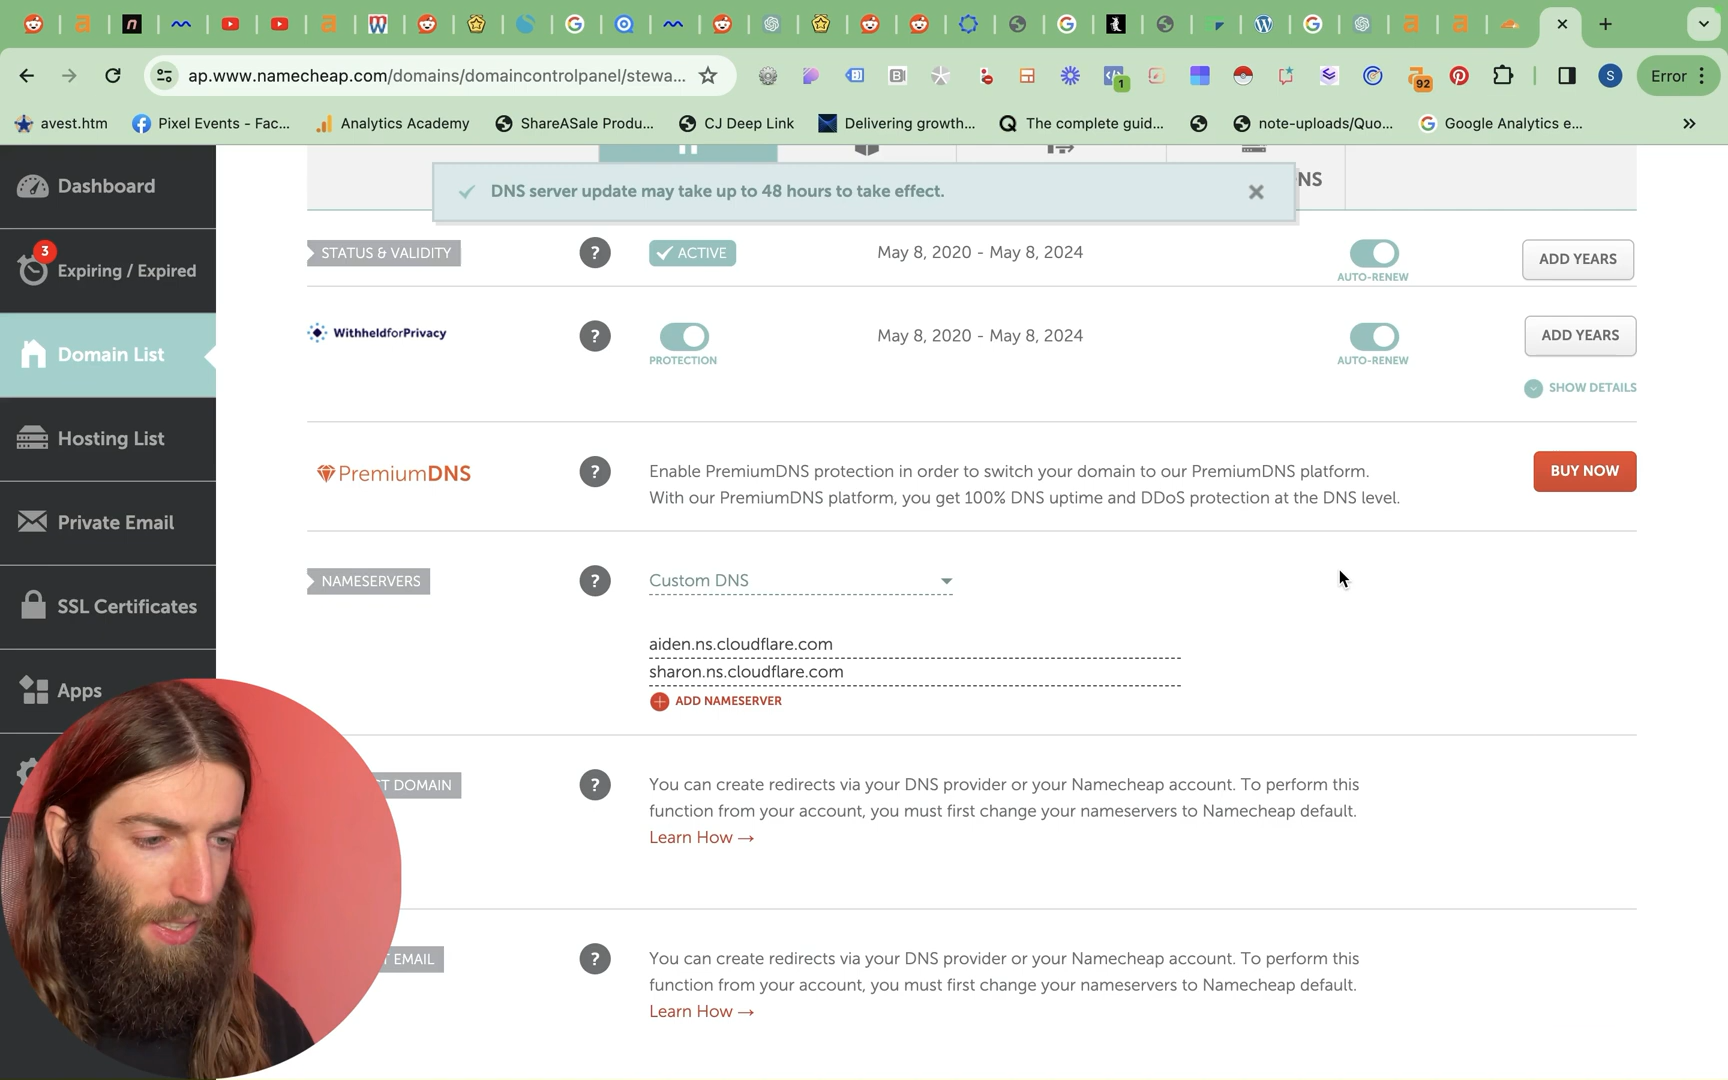 ap.www.namecheap.com/domains/domaincontrolpanel/stewa...
1
92
S
Error
avest.htm
Pixel Events - Fac...
Analytics Academy
ShareASale Produ...
CJ Deep Link
Delivering growth...
The complete guid...
note-uploads/Quo...
Google Analytics e...
»
Dashboard
3
Expiring / Expired
Domain List
Hosting List
Private Email
SSL Certificates
Apps
DNS server update may take up to 48 hours to take effect.
NS
STATUS & VALIDITY
?
ACTIVE
May 8, 2020 - May 8, 2024
AUTO-RENEW
ADD YEARS
WithheldforPrivacy
?
PROTECTION
May 8, 2020 - May 8, 2024
AUTO-RENEW
ADD YEARS
SHOW DETAILS
PremiumDNS
?
Enable PremiumDNS protection in order to switch your domain to our PremiumDNS platform.
With our PremiumDNS platform, you get 100% DNS uptime and DDoS protection at the DNS level.
BUY NOW
NAMESERVERS
?
Custom DNS
aiden.ns.cloudflare.com
sharon.ns.cloudflare.com
ADD NAMESERVER
T DOMAIN
?
You can create redirects via your DNS provider or your Namecheap account. To perform this
function from your account, you must first change your nameservers to Namecheap default.
Learn How →
T EMAIL
?
You can create redirects via your DNS provider or your Namecheap account. To perform this
function from your account, you must first change your nameservers to Namecheap default.
Learn How →